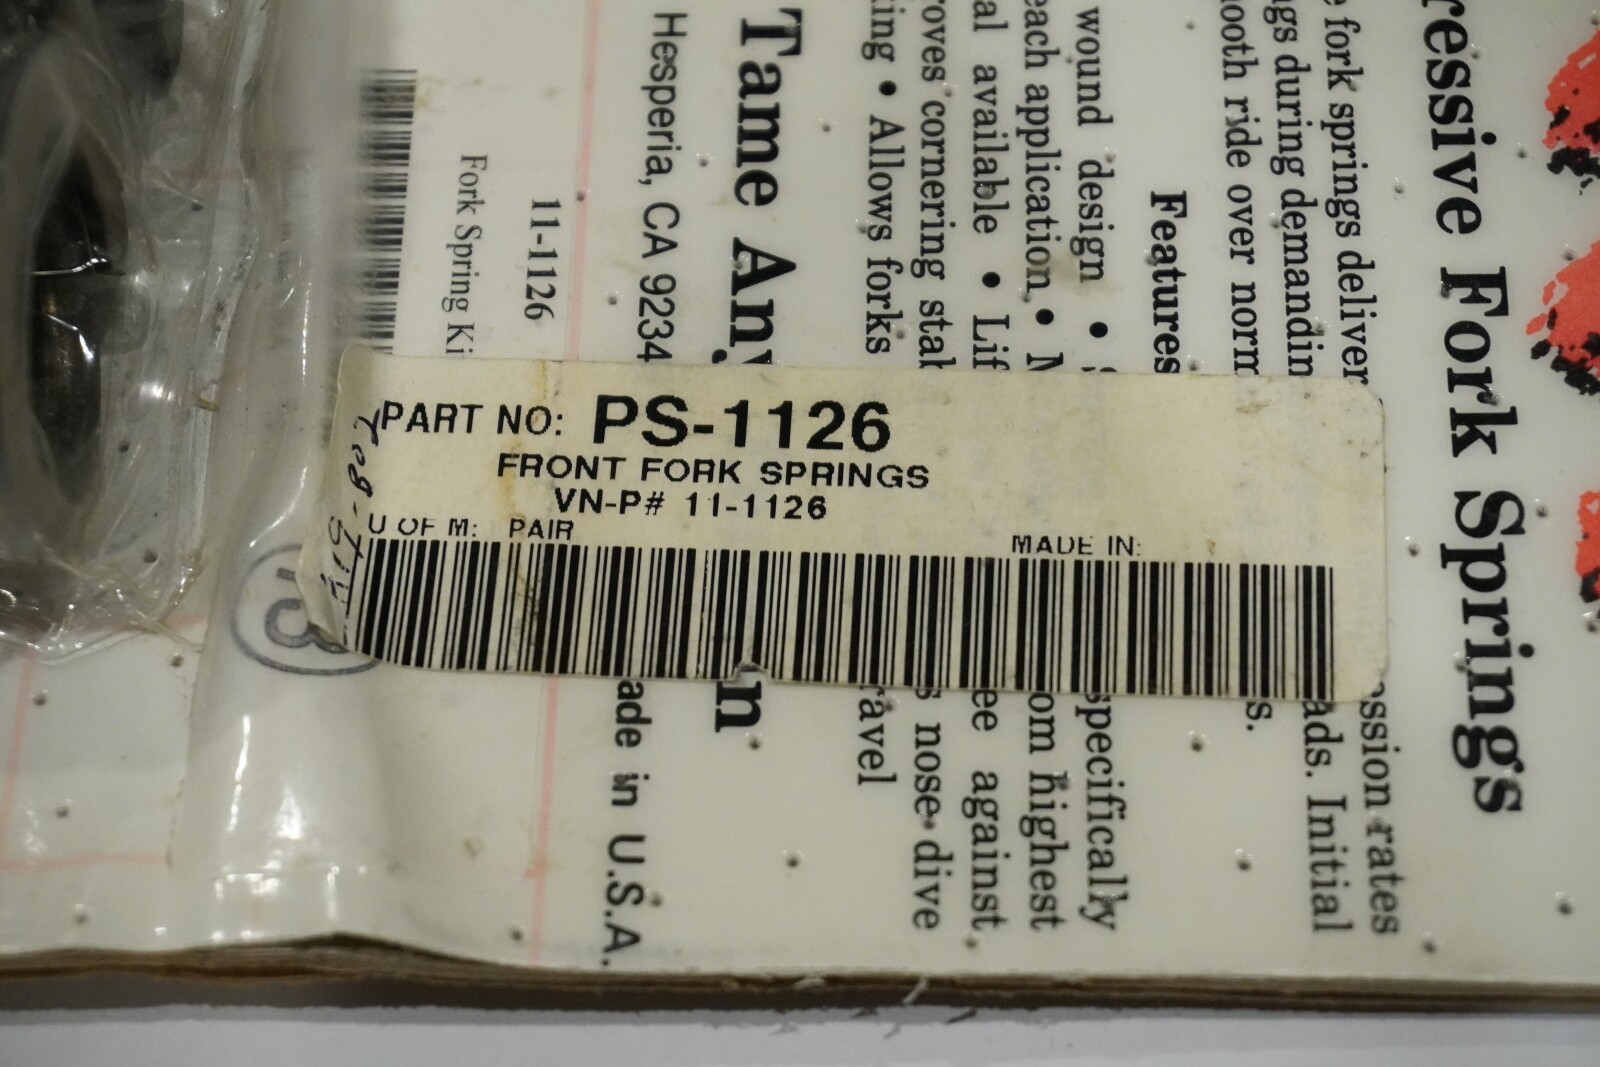 PART NO: PS-1126
FRONT FORK SPRINGS
VN-P# 11-1126
U OF M: PAIR
MADE IN:
ressive Fork Springs
fork springs deliver
ssion rates
gs during demandin
ads. Initial
ooth ride over norm
s.
Features
wound design •
specifically
each application • M
om highest
al available • Lif
ee against
roves cornering stab
s nose-dive
ing • Allows forks
ravel
Tame Any
n
Hesperia, CA 9234
ade in U.S.A.
11-1126
Fork Spring Ki